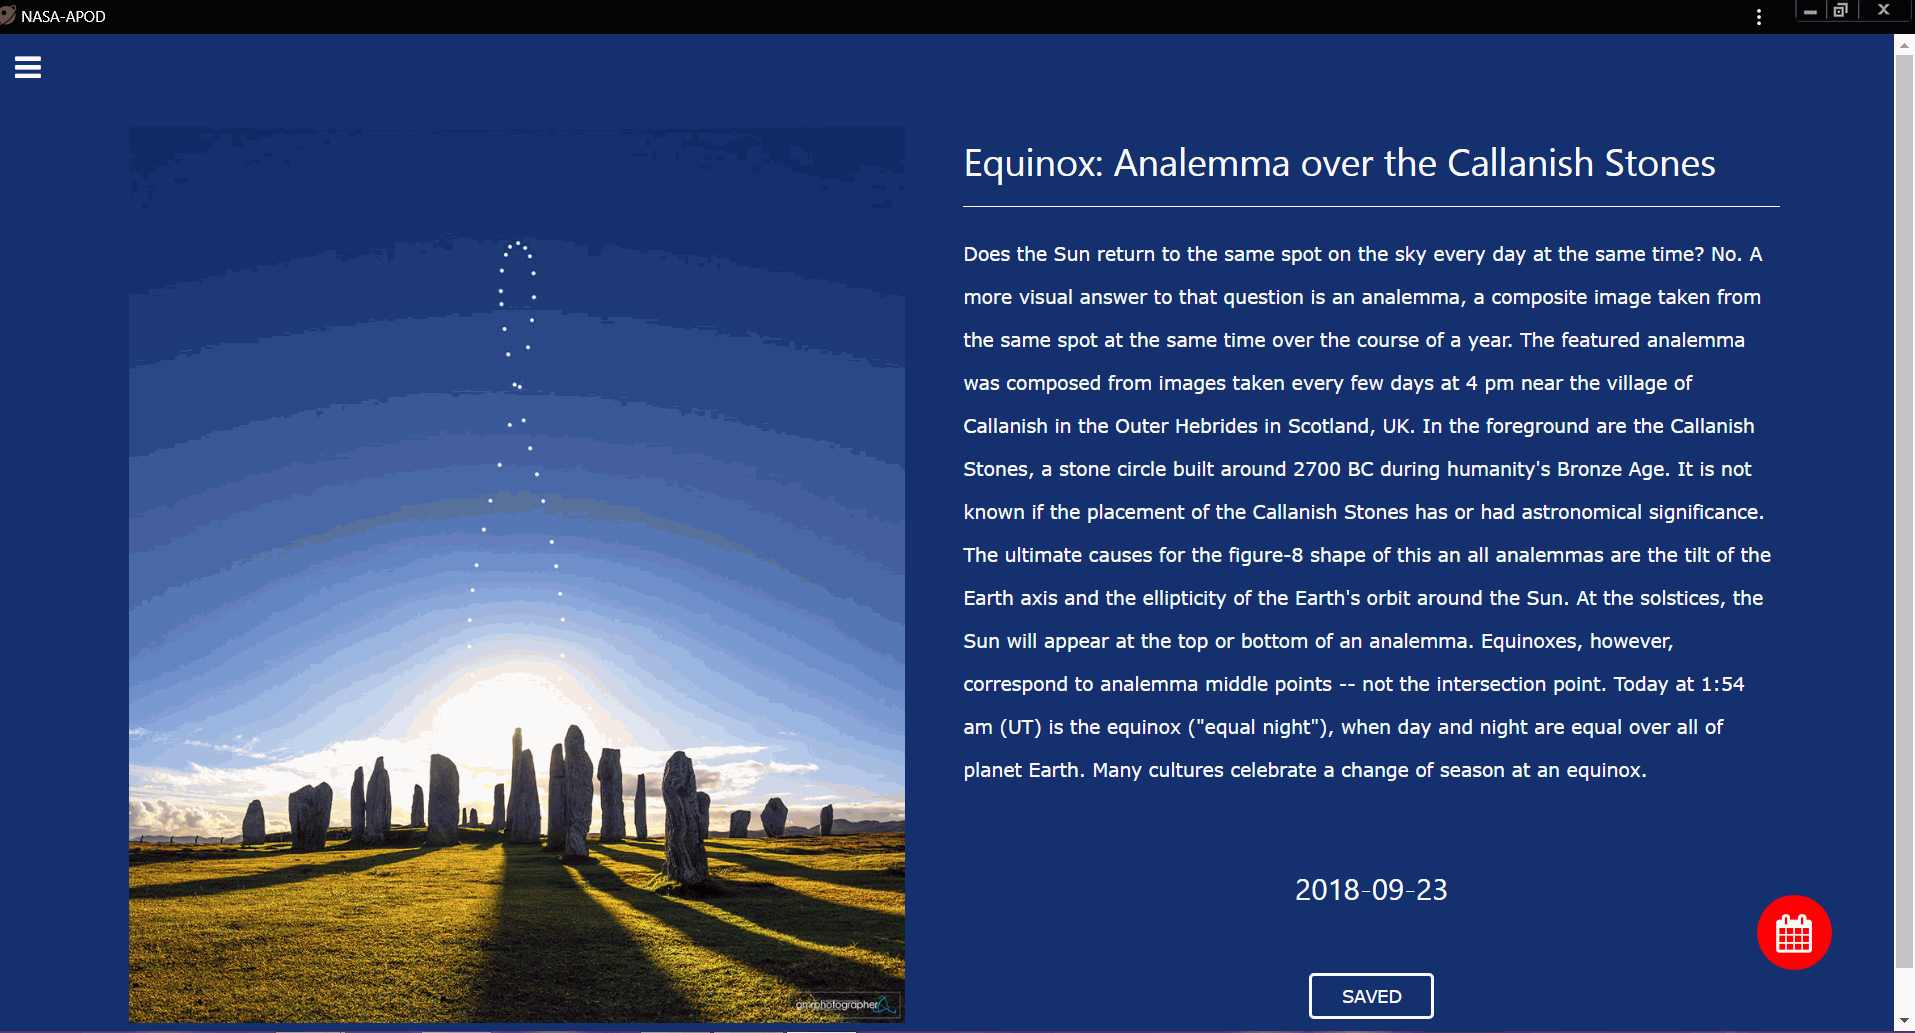 NASA-APOD
Equinox: Analemma over the Callanish Stones
Does the Sun return to the same spot on the sky every day at the same time? No. A
more visual answer to that question is an analemma, a composite image taken from
the same spot at the same time over the course of a year. The featured analemma
was composed from images taken every few days at 4 pm near the village of
Callanish in the Outer Hebrides in Scotland, UK. In the foreground are the Callanish
Stones, a stone circle built around 2700 BC during humanity's Bronze Age. It is not
known if the placement of the Callanish Stones has or had astronomical significance.
The ultimate causes for the figure-8 shape of this an all analemmas are the tilt of the
Earth axis and the ellipticity of the Earth's orbit around the Sun. At the solstices, the
Sun will appear at the top or bottom of an analemma. Equinoxes, however,
correspond to analemma middle points -- not the intersection point. Today at 1:54
am (UT) is the equinox ("equal night"), when day and night are equal over all of
planet Earth. Many cultures celebrate a change of season at an equinox.
2018-09-23
SAVED